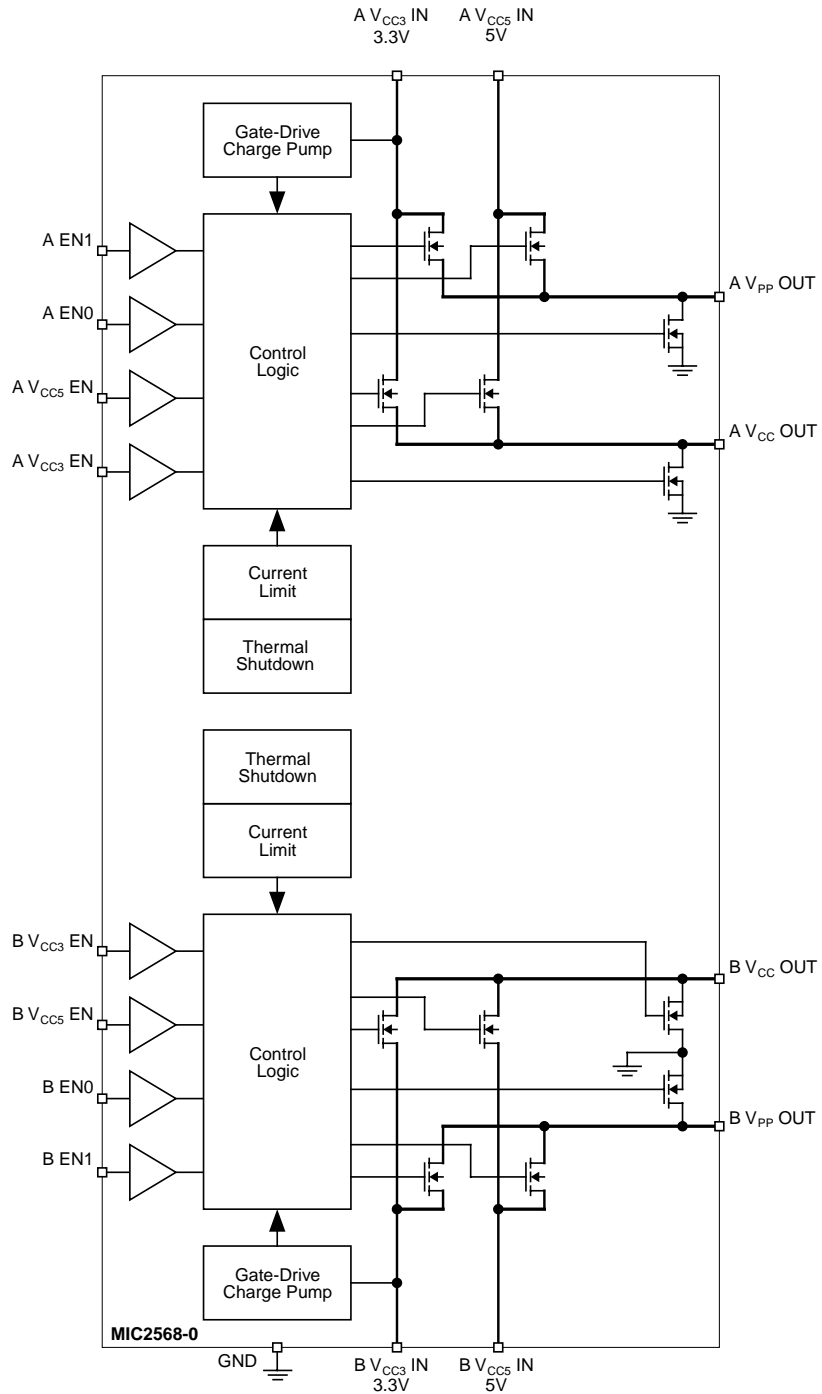 A VCC3 IN
3.3V
A VCC5 IN
5V
Gate-Drive
Charge Pump
A EN1
A EN0
A VCC5 EN
A VCC3 EN
Control
Logic
A VPP OUT
A VCC OUT
Current
Limit
Thermal
Shutdown
Thermal
Shutdown
Current
Limit
B VCC3 EN
B VCC5 EN
B EN0
B EN1
Control
Logic
B VCC OUT
B VPP OUT
Gate-Drive
Charge Pump
MIC2568-0
GND
B VCC3 IN
3.3V
B VCC5 IN
5V